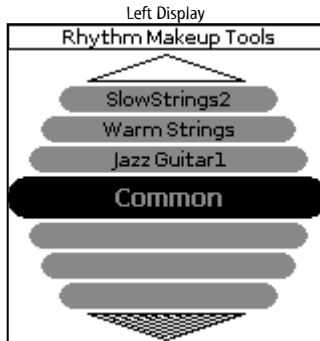 Left Display
Rhythm Makeup Tools
SlowStrings2
Warm Strings
Jazz Guitar1
Common